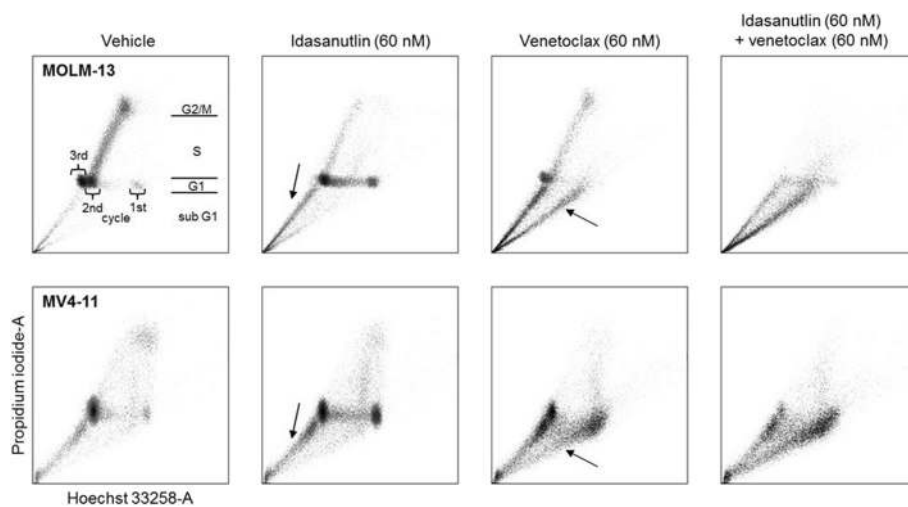 Vehicle
Idasanutlin (60 nM)
Venetoclax (60 nM)
Idasanutlin (60 nM)
+ venetoclax (60 nM)
MOLM-13
G2/M
S
G1
sub G1
3rd
2nd
1st
cycle
MV4-11
Propidium iodide-A
Hoechst 33258-A